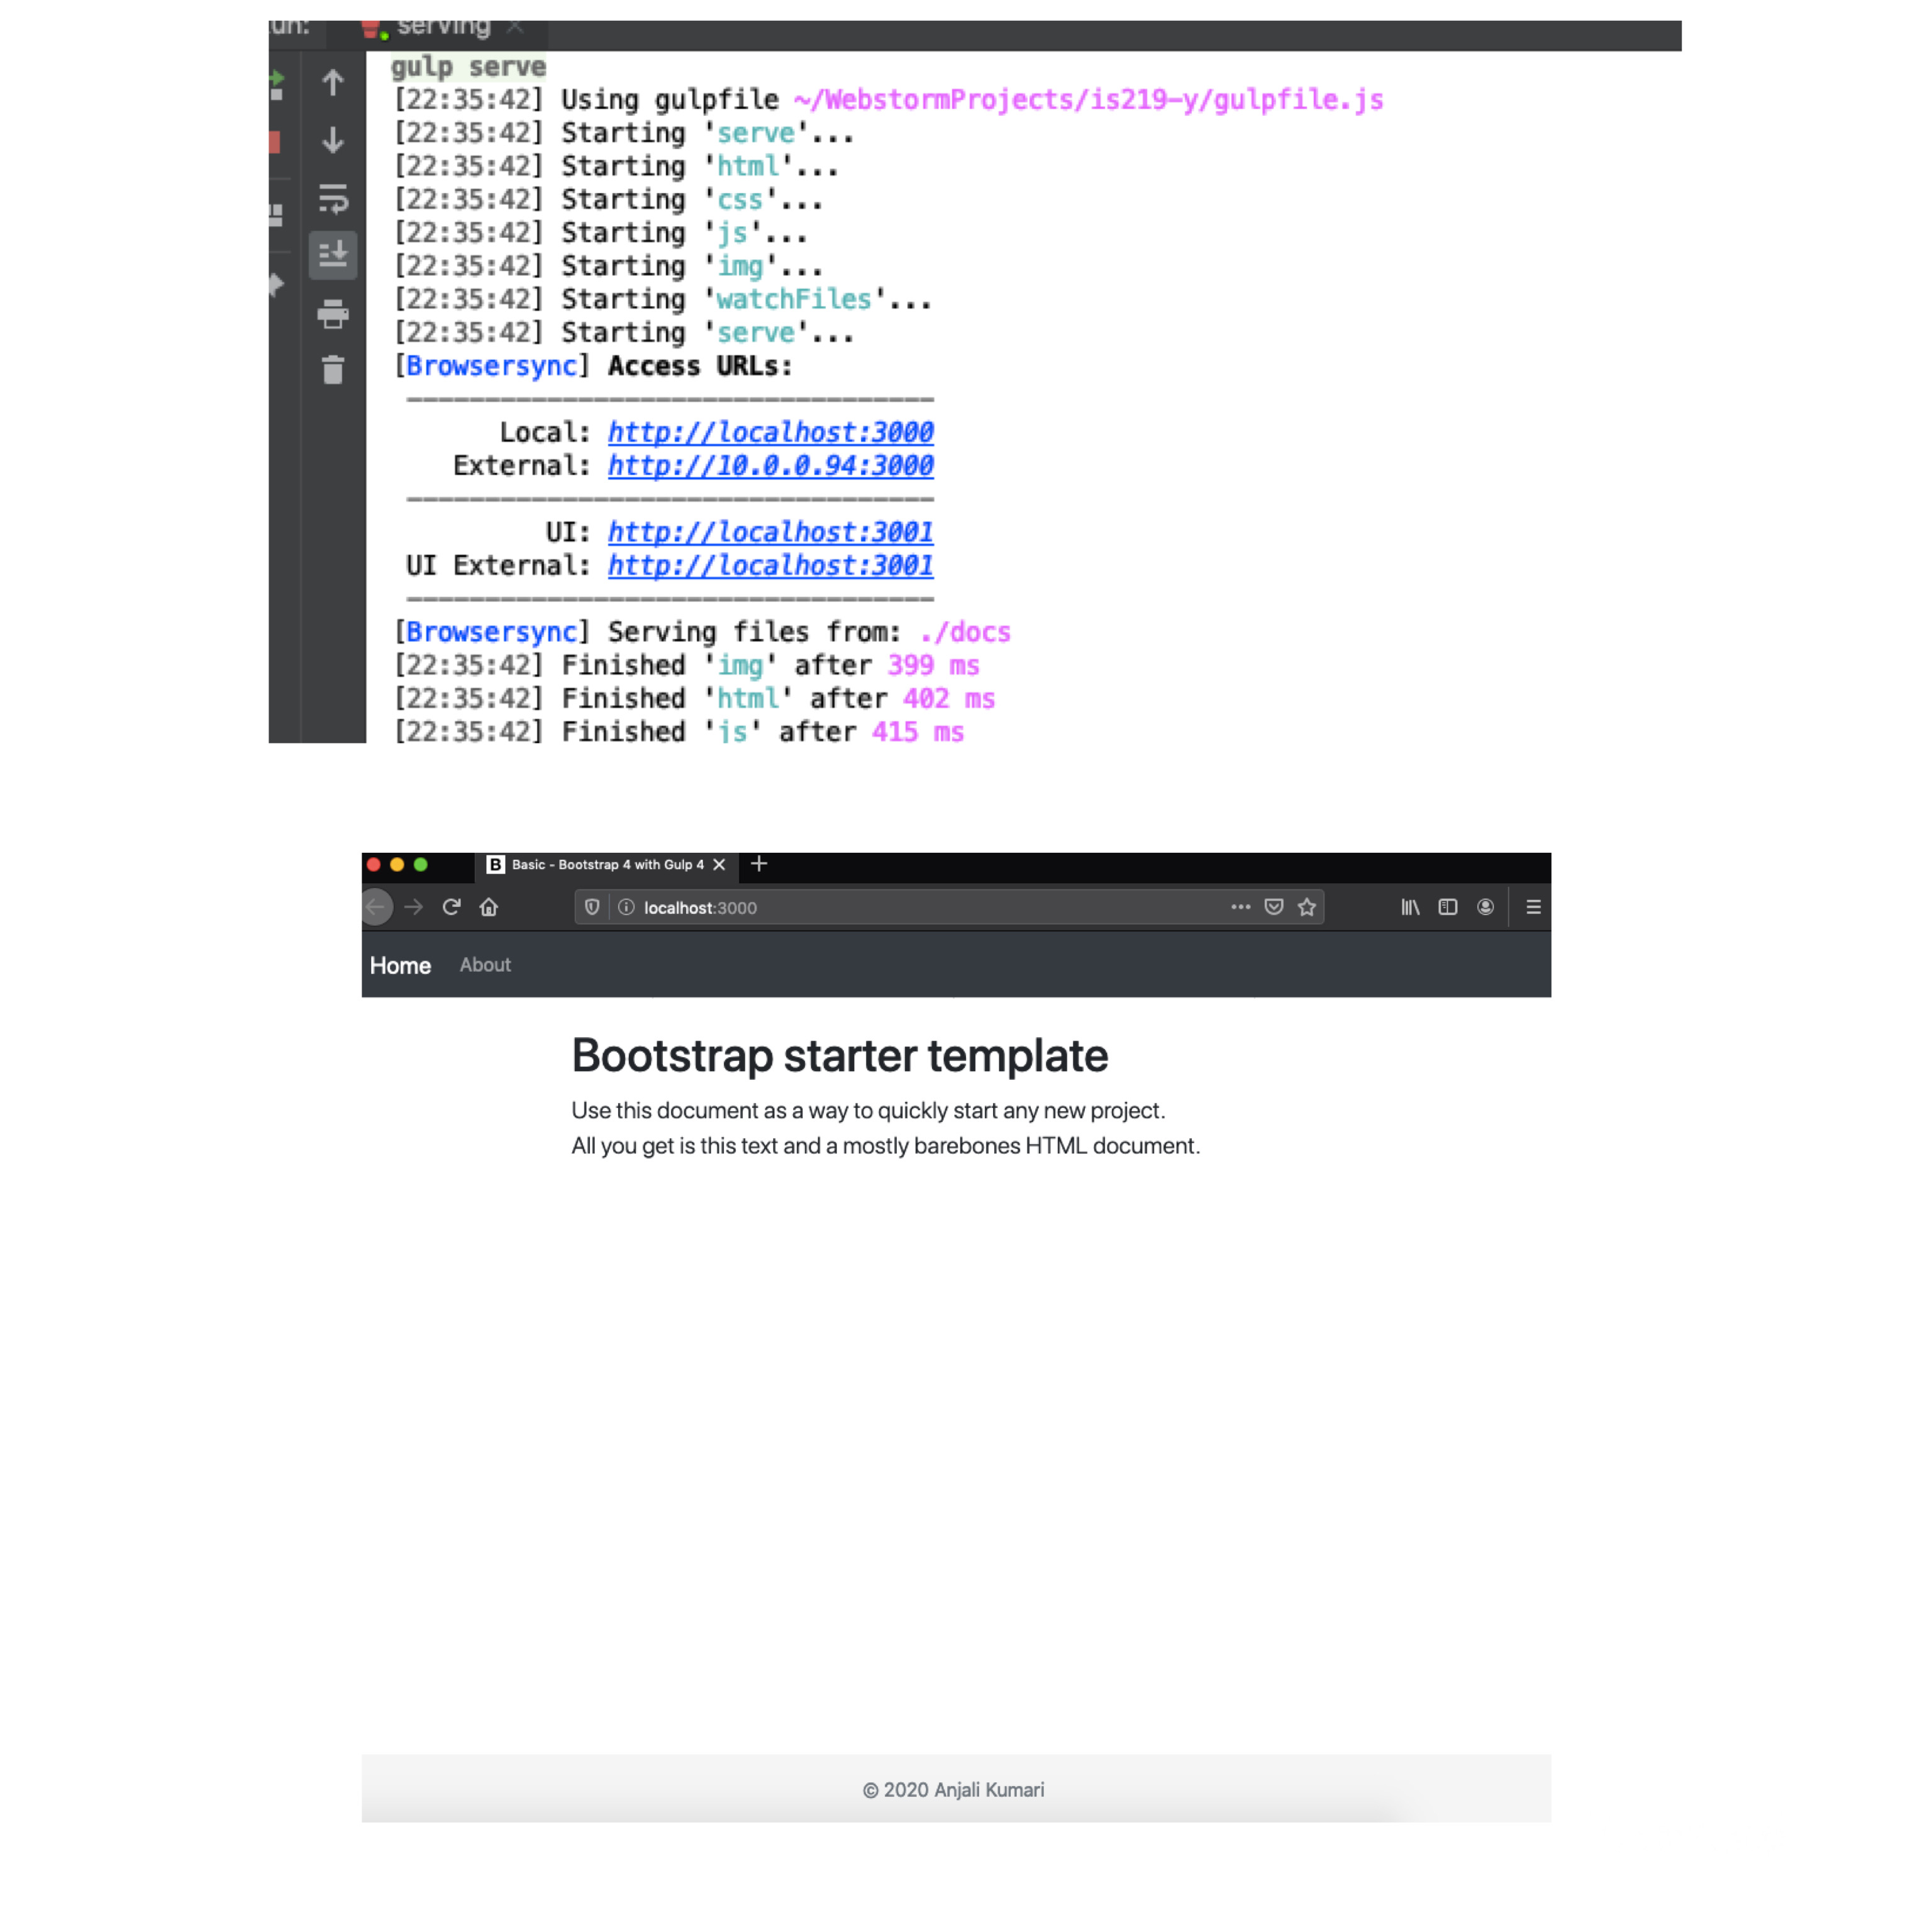 un: serving
gulp serve
[22:35:42] Using gulpfile ~/WebstormProjects/is219-y/gulpfile.js
[22:35:42] Starting 'serve'...
[22:35:42] Starting 'html'...
[22:35:42] Starting 'css'...
[22:35:42] Starting 'js'...
[22:35:42] Starting 'img'...
[22:35:42] Starting 'watchFiles'...
[22:35:42] Starting 'serve'...
[Browsersync] Access URLs:
Local: http://localhost:3000
External: http://10.0.0.94:3000
UI: http://localhost:3001
UI External: http://localhost:3001
[Browsersync] Serving files from: ./docs
[22:35:42] Finished 'img' after 399 ms
[22:35:42] Finished 'html' after 402 ms
[22:35:42] Finished 'js' after 415 ms
B Basic - Bootstrap 4 with Gulp 4
localhost:3000
Home About
Bootstrap starter template
Use this document as a way to quickly start any new project.
All you get is this text and a mostly barebones HTML document.
© 2020 Anjali Kumari